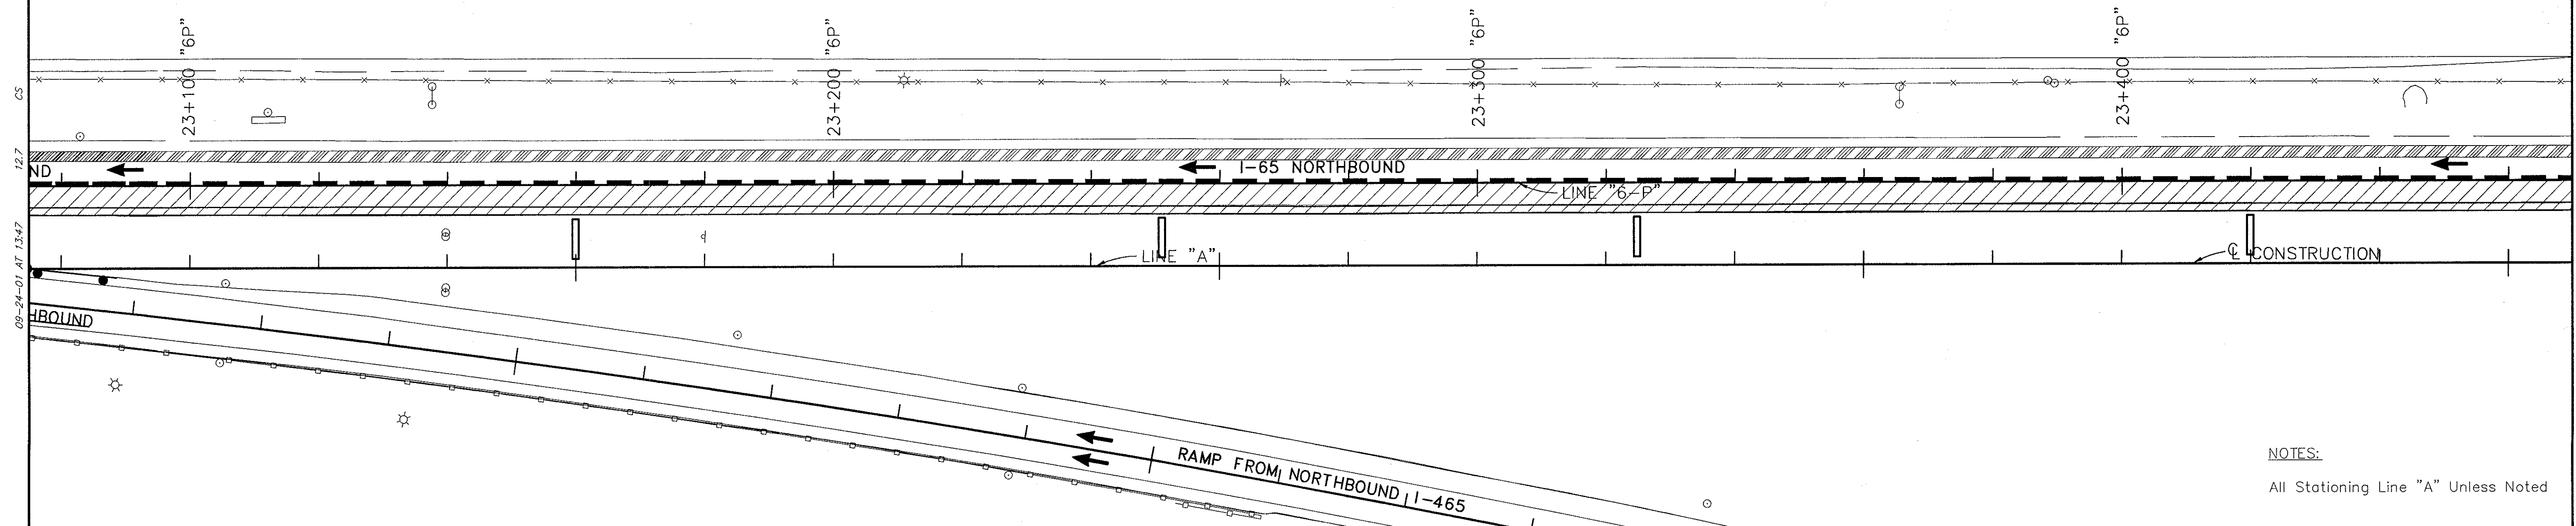 23+100 "6P"
23+200 "6P"
23+300 "6P"
23+400 "6P"
CS
12.7
09-24-01 AT 13:47
ND
I-65 NORTHBOUND
LINE "6-P"
LINE "A"
℄ CONSTRUCTION
HBOUND
RAMP FROM NORTHBOUND I-465
NOTES:
All Stationing Line "A" Unless Noted